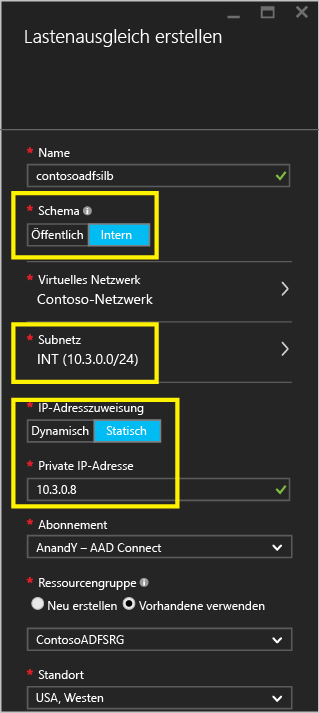 Lastenausgleich erstellen
* Name
contosoadfsilb
* Schema
Öffentlich Intern
* Virtuelles Netzwerk
Contoso-Netzwerk
* Subnetz
INT (10.3.0.0/24)
* IP-Adresszuweisung
Dynamisch Statisch
* Private IP-Adresse
10.3.0.8
* Abonnement
AnandY – AAD Connect
* Ressourcengruppe
Neu erstellen Vorhandene verwenden
ContosoADFSRG
* Standort
USA, Westen